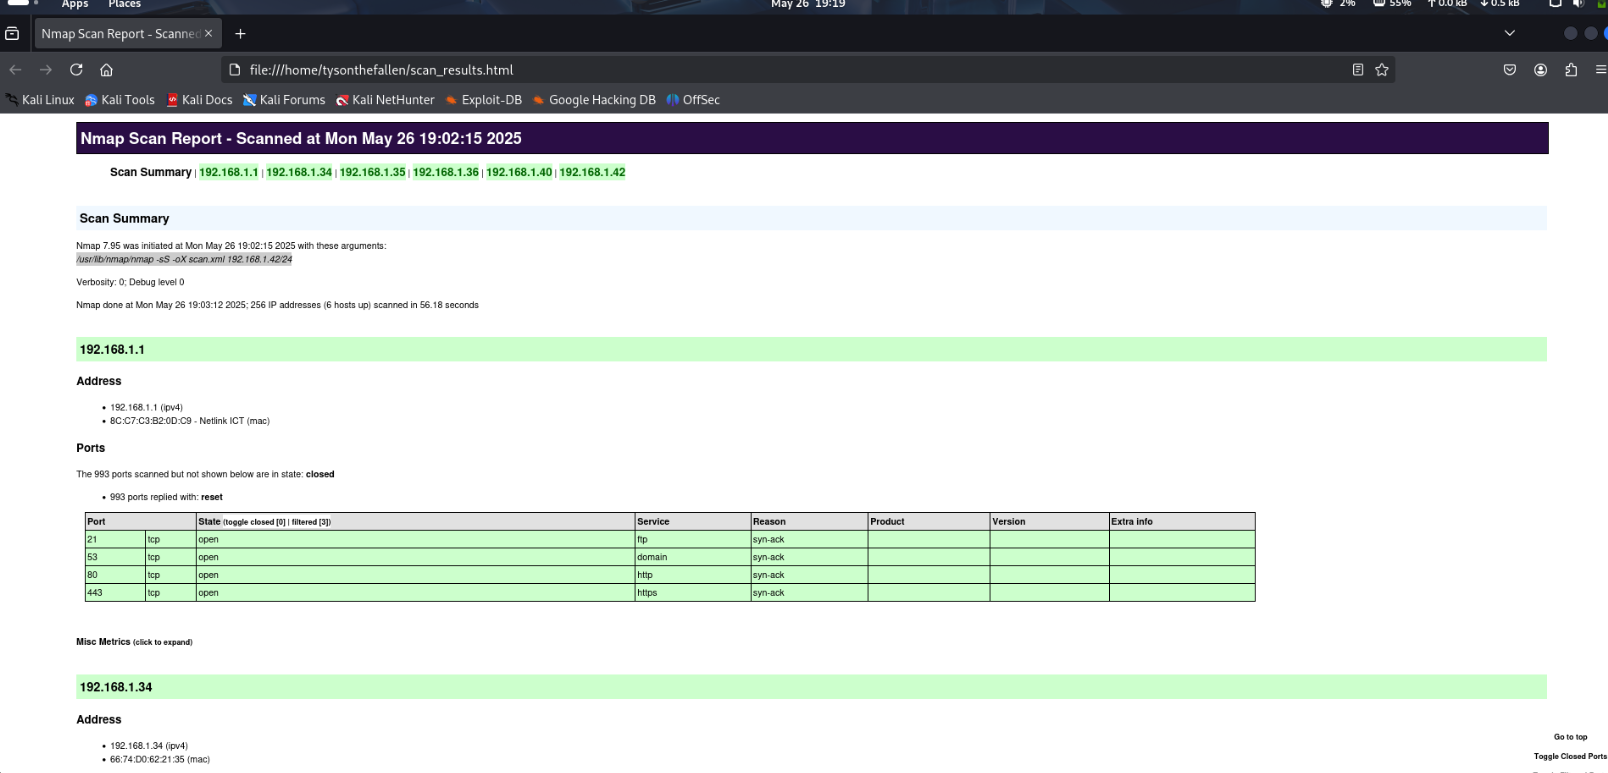 Apps Places May 26 19:19 2% 55% 0.0 kB 0.5 kB
Nmap Scan Report - Scanned
file:///home/tysonthefallen/scan_results.html
Kali Linux Kali Tools Kali Docs Kali Forums Kali NetHunter Exploit-DB Google Hacking DB OffSec
Nmap Scan Report - Scanned at Mon May 26 19:02:15 2025
Scan Summary | 192.168.1.1 | 192.168.1.34 | 192.168.1.35 | 192.168.1.36 | 192.168.1.40 | 192.168.1.42
Scan Summary
Nmap 7.95 was initiated at Mon May 26 19:02:15 2025 with these arguments:
/usr/lib/nmap/nmap -sS -oX scan.xml 192.168.1.42/24
Verbosity: 0; Debug level 0
Nmap done at Mon May 26 19:03:12 2025; 256 IP addresses (6 hosts up) scanned in 56.18 seconds
192.168.1.1
Address
• 192.168.1.1 (ipv4)
• 8C:C7:C3:B2:0D:C9 - Netlink ICT (mac)
Ports
The 993 ports scanned but not shown below are in state: closed
• 993 ports replied with: reset
Port State (toggle closed [0] | filtered [3]) Service Reason Product Version Extra info
21 tcp open ftp syn-ack
53 tcp open domain syn-ack
80 tcp open http syn-ack
443 tcp open https syn-ack
Misc Metrics (click to expand)
192.168.1.34
Address
• 192.168.1.34 (ipv4)
• 66:74:D0:62:21:35 (mac)
Go to top
Toggle Closed Ports